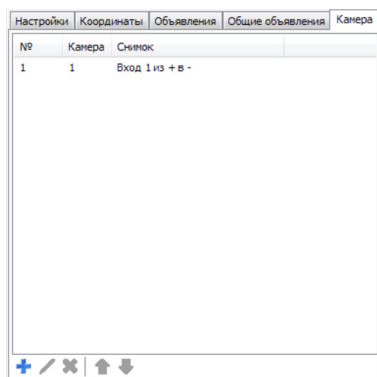 Настройки Координаты Объявления Общие объявления Камера
№ Камера Снимок
1 1 Вход 1 из + в -